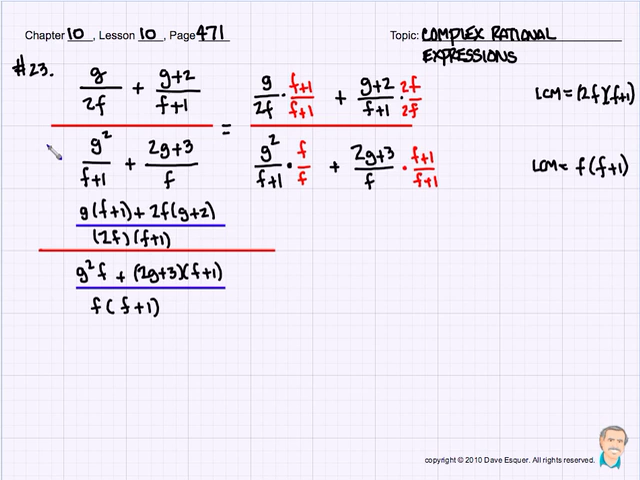 Chapter 10, Lesson 10, Page 471 Topic: COMPLEX RATIONAL
EXPRESSIONS
#23. g/2f + (g+2)/(f+1) = g/2f · (f+1)/(f+1) + (g+2)/(f+1) · 2f/2f LCM = (2f)(f+1)
g²/(f+1) + (2g+3)/f g²/(f+1) · f/f + (2g+3)/f · (f+1)/(f+1) LCM = f(f+1)
g(f+1) + 2f(g+2)
(2f)(f+1)
g²f + (2g+3)(f+1)
f(f+1)
copyright © 2010 Dave Esquer. All rights reserved.